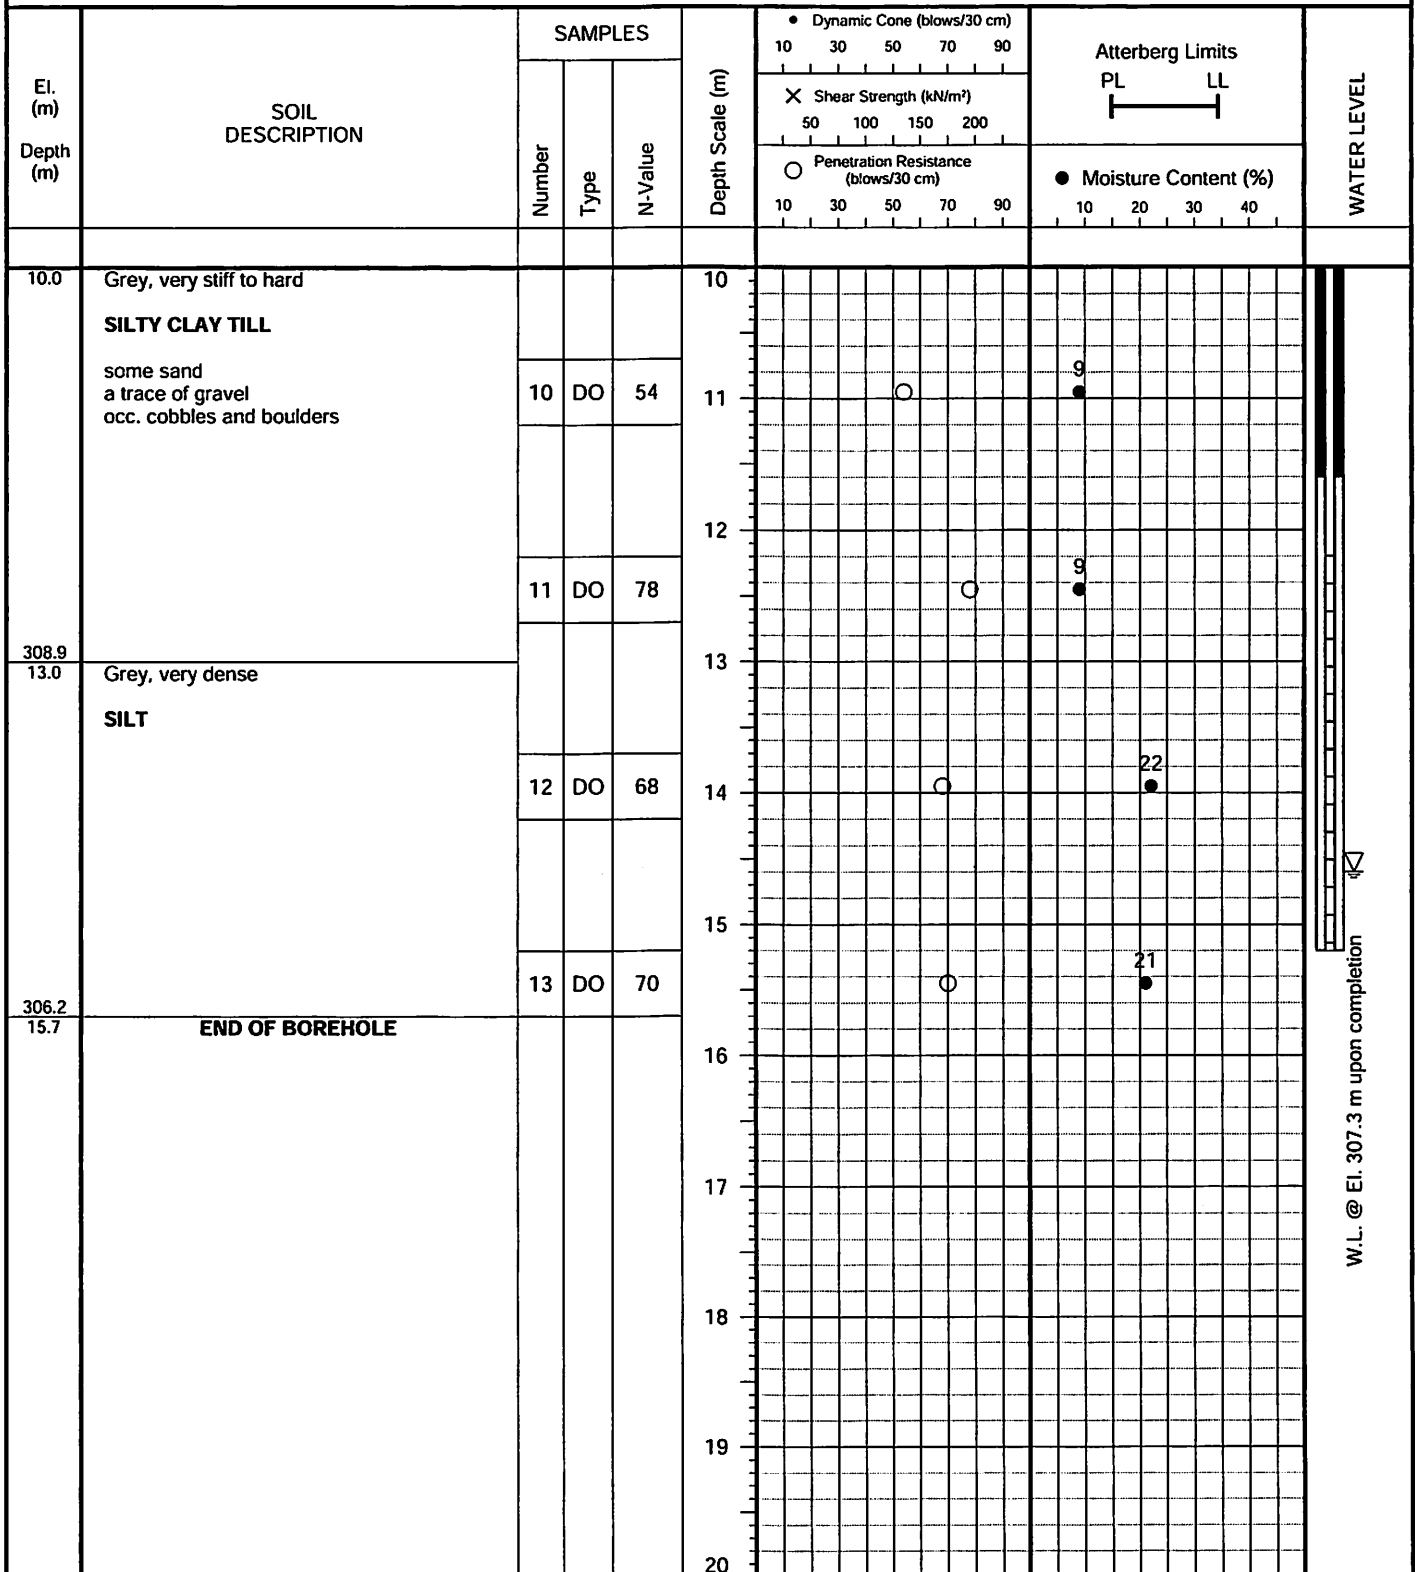 El.
(m)
Depth
(m)
SOIL
DESCRIPTION
SAMPLES
Number
Type
N-Value
Depth Scale (m)
• Dynamic Cone (blows/30 cm)
10 30 50 70 90
X Shear Strength (kN/m²)
50 100 150 200
O Penetration Resistance
(blows/30 cm)
10 30 50 70 90
Atterberg Limits
PL LL
● Moisture Content (%)
10 20 30 40
WATER LEVEL
10.0 Grey, very stiff to hard
10
SILTY CLAY TILL
some sand
a trace of gravel
occ. cobbles and boulders
9
10 DO 54
11
12
9
11 DO 78
308.9
13
13.0 Grey, very dense
SILT
22
12 DO 68
14
15
21
13 DO 70
306.2
15.7 END OF BOREHOLE
16
17
18
19
20
W.L. @ El. 307.3 m upon completion